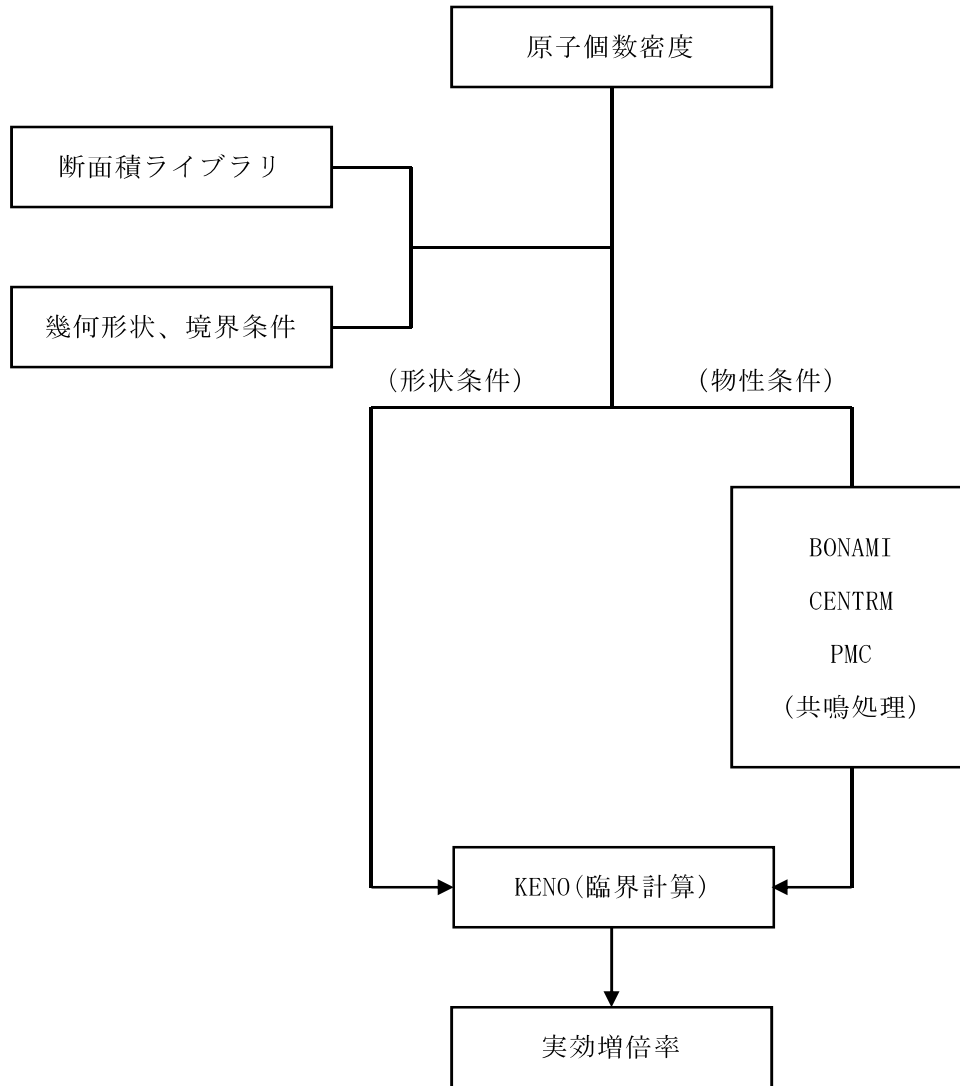 原子個数密度
断面積ライブラリ
幾何形状、境界条件
(形状条件)
(物性条件)
BONAMI
CENTRM
PMC
(共鳴処理)
KENO(臨界計算)
実効増倍率